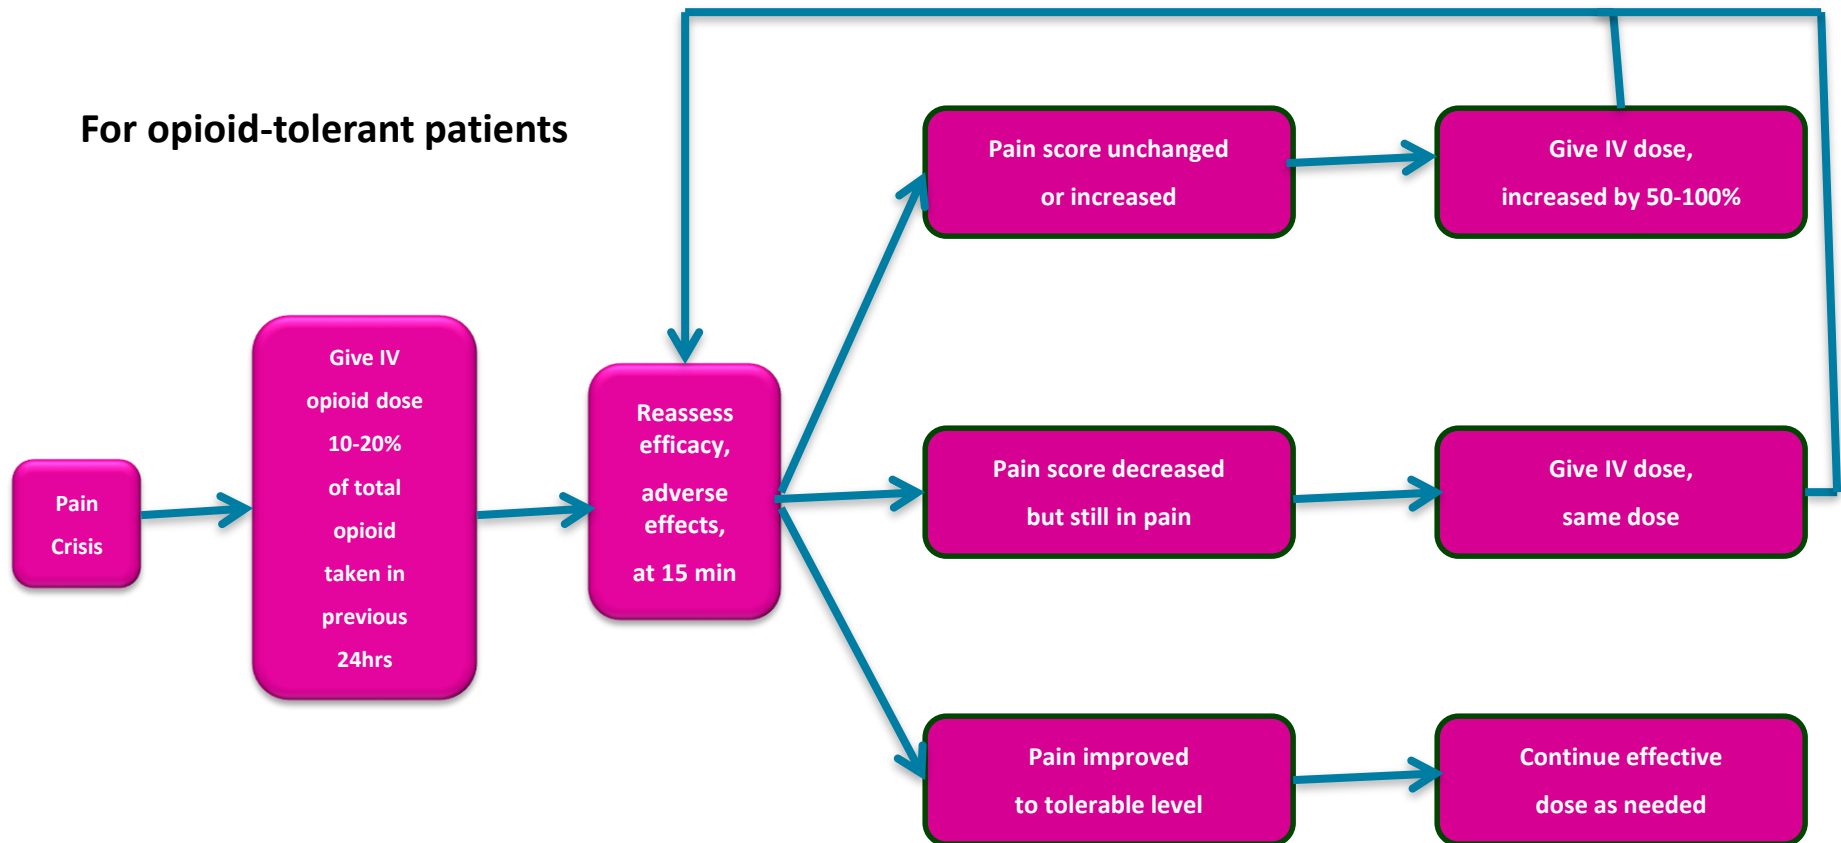 For opioid-tolerant patients
Pain
Crisis
Give IV
opioid dose
10-20%
of total
opioid
taken in
previous
24hrs
Reassess
efficacy,
adverse
effects,
at 15 min
Pain score unchanged
or increased
Give IV dose,
increased by 50-100%
Pain score decreased
but still in pain
Give IV dose,
same dose
Pain improved
to tolerable level
Continue effective
dose as needed